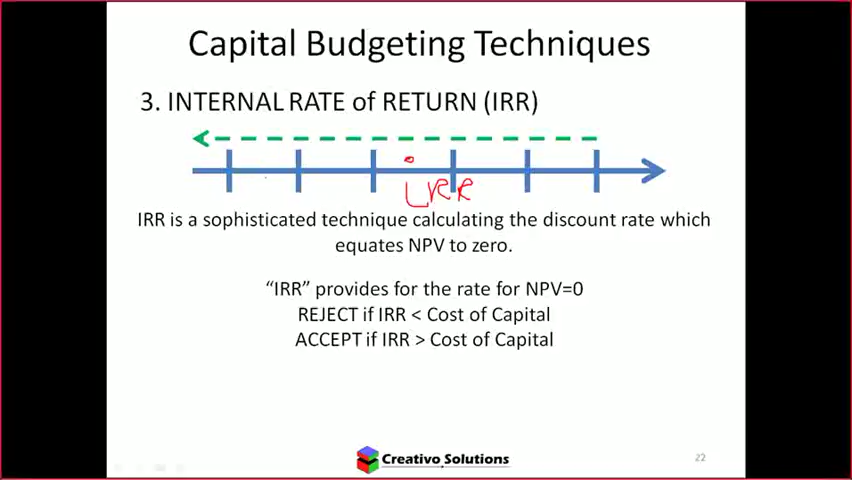 Capital Budgeting Techniques
3. INTERNAL RATE of RETURN (IRR)
iRR
IRR is a sophisticated technique calculating the discount rate which
equates NPV to zero.
“IRR” provides for the rate for NPV=0
REJECT if IRR < Cost of Capital
ACCEPT if IRR > Cost of Capital
Creativo Solutions
22